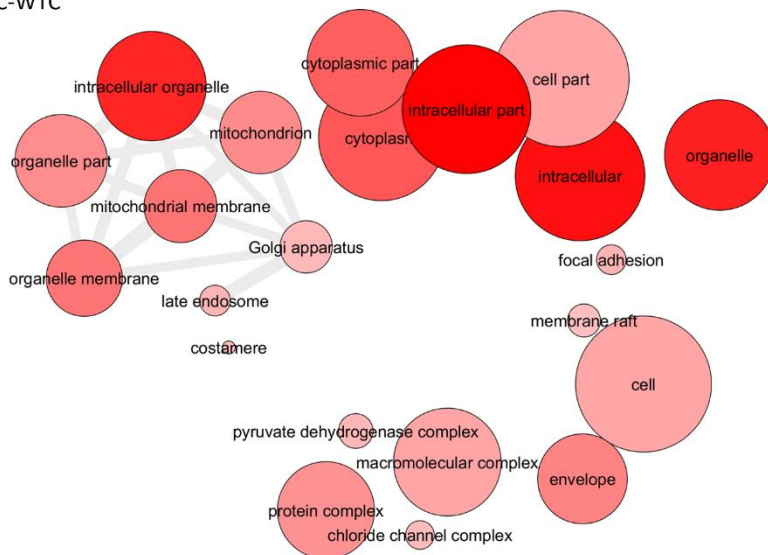 C-WTC
cytoplasmic part
cell part
intracellular organelle
intracellular part
mitochondrion
cytoplasm
organelle part
organelle
intracellular
mitochondrial membrane
Golgi apparatus
focal adhesion
organelle membrane
late endosome
membrane raft
costamere
cell
pyruvate dehydrogenase complex
macromolecular complex
envelope
protein complex
chloride channel complex